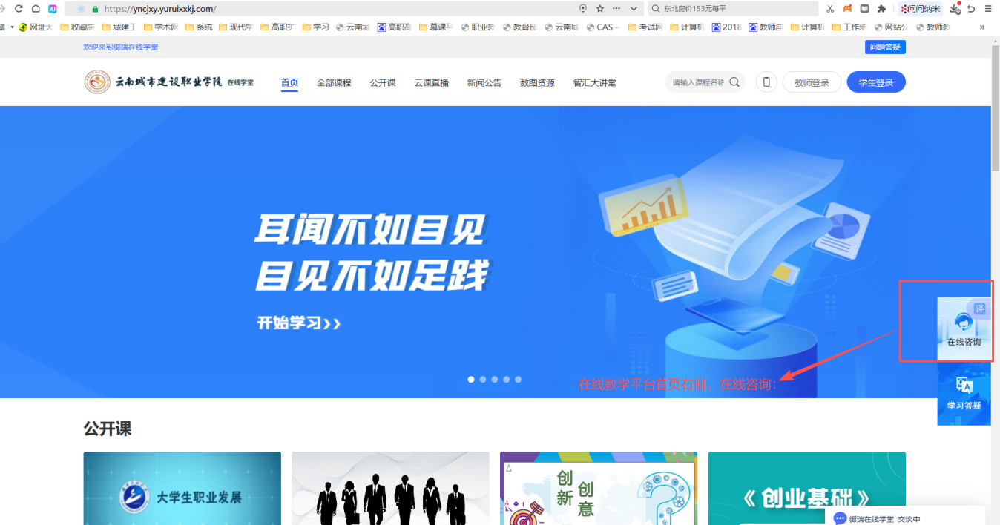 https://yncjxy.yuruixxkj.com/
东北房价153元每平
问问纳米
网址大
收藏夹
城建工
学术网
系统
现代学
高职扩
学习
云南城
高职高
慕课平
职业教
教育部
云南城
CAS –
考试网
计算机
2018
教师座
计算机
工作培
网站公
教师教
»
欢迎来到御瑞在线学堂
问题答疑
云南城市建设职业学院 在线学堂
首页
全部课程
公开课
云课直播
新闻公告
数图资源
智汇大讲堂
请输入课程名称
教师登录
学生登录
耳闻不如目见
目见不如足践
开始学习>>
译
在线咨询
在线教学平台首页右侧，在线咨询：
学习答疑
公开课
大学生职业发展
创新
创意
《创业基础》
御瑞在线学堂 交谈中